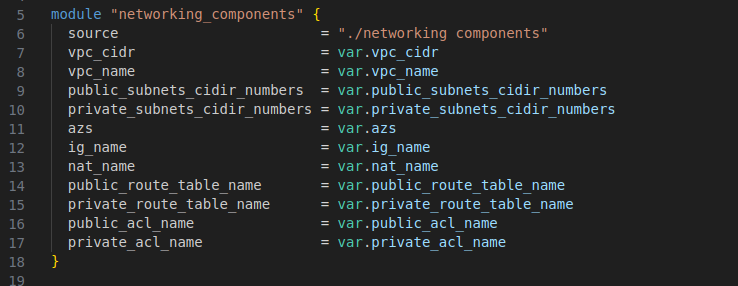 5 module "networking_components" {
6 source = "./networking components"
7 vpc_cidr = var.vpc_cidr
8 vpc_name = var.vpc_name
9 public_subnets_cidir_numbers = var.public_subnets_cidir_numbers
10 private_subnets_cidir_numbers = var.private_subnets_cidir_numbers
11 azs = var.azs
12 ig_name = var.ig_name
13 nat_name = var.nat_name
14 public_route_table_name = var.public_route_table_name
15 private_route_table_name = var.private_route_table_name
16 public_acl_name = var.public_acl_name
17 private_acl_name = var.private_acl_name
18 }
19